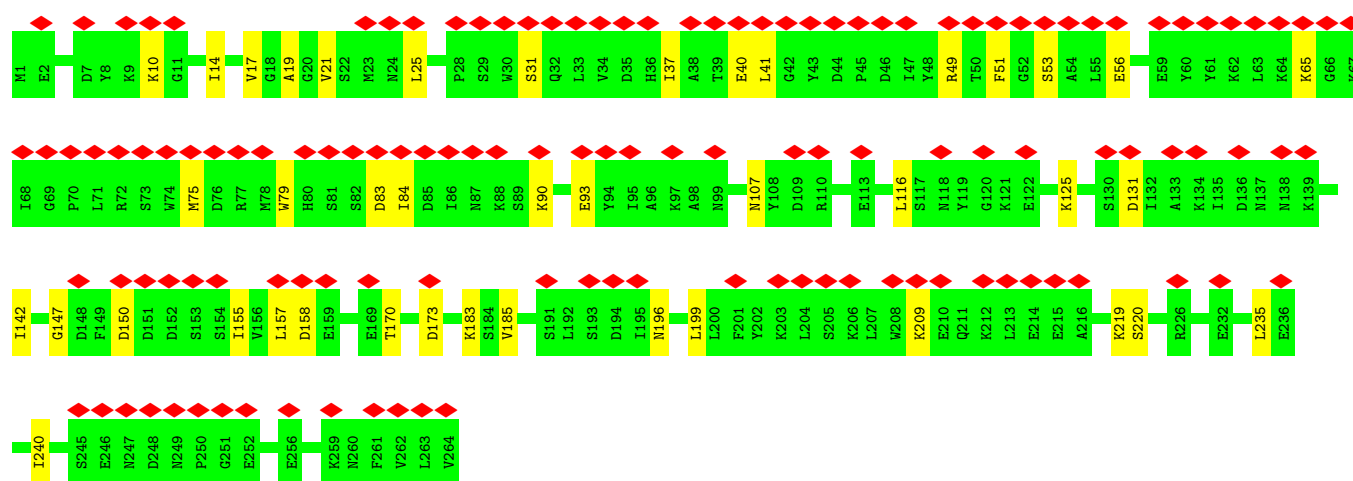 M1 E2 D7 Y8 K9 K10 G11 I14 V17 G18 A19 G20 V21 S22 M23 N24 L25 P28 S29 W30 S31 Q32 L33 V34 D35 H36 I37 A38 T39 E40 L41 G42 Y43 D44 P45 D46 I47 Y48 R49 T50 F51 G52 S53 A54 L55 E56 E59 Y60 Y61 K62 L63 K64 K65 G66 K67
I68 G69 P70 L71 R72 S73 W74 M75 D76 R77 M78 W79 H80 S81 S82 D83 I84 D85 I86 N87 K88 S89 K90 E93 Y94 I95 A96 K97 A98 N99 N107 Y108 D109 R110 E113 L116 S117 N118 Y119 G120 K121 E122 K125 S130 D131 I132 A133 K134 I135 D136 N137 N138 K139
I142 G147 D148 F149 D150 D151 D152 S153 S154 I155 V156 L157 D158 E159 E169 T170 D173 K183 S184 V185 S191 L192 S193 D194 I195 N196 L199 L200 F201 Y202 K203 L204 S205 K206 L207 W208 K209 E210 Q211 K212 L213 E214 E215 A216 K219 S220 R226 E232 L235 E236
I240 S245 E246 N247 D248 N249 P250 G251 E252 E256 K259 N260 F261 V262 L263 V264